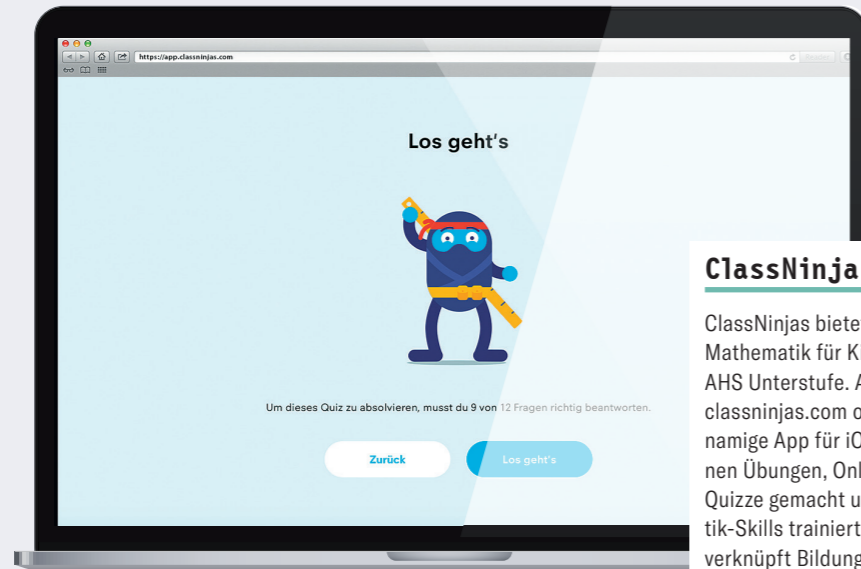 https://app.classninjas.com
Reader
Los geht's
Um dieses Quiz zu absolvieren, musst du 9 von 12 Fragen richtig beantworten.
Zurück
Los geht's
ClassNinja
ClassNinjas biete
Mathematik für Ki
AHS Unterstufe. A
classninjas.com o
namige App für iO
nen Übungen, Onl
Quizze gemacht u
tik-Skills trainiert
verknüpft Bildung